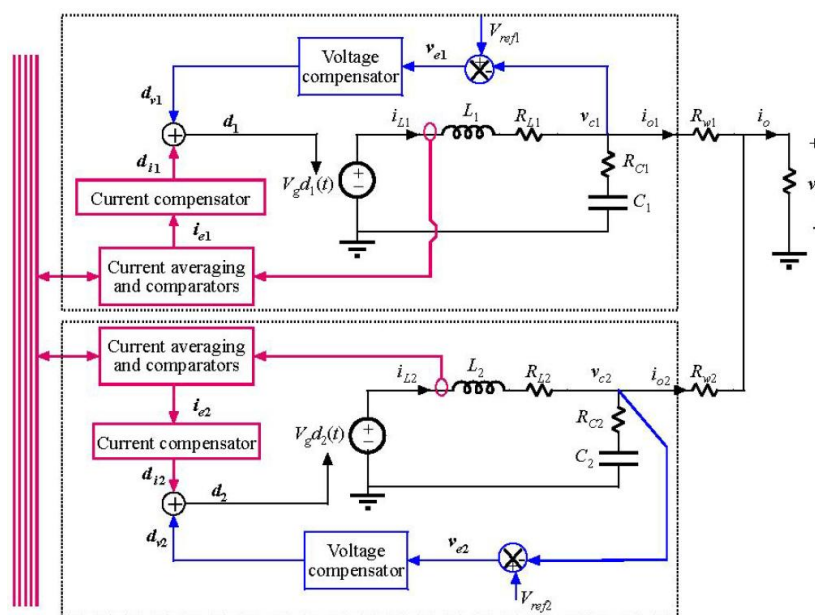 V_ref1
Voltage
compensator
v_e1
d_v1
d_1
d_i1
Current compensator
i_e1
Current averaging
and comparators
V_g d_1(t)
i_L1
L_1
R_L1
v_c1
i_o1
R_w1
i_o
R_C1
C_1
+
v
-
Current averaging
and comparators
i_e2
Current compensator
d_i2
d_2
d_v2
V_g d_2(t)
i_L2
L_2
R_L2
v_c2
i_o2
R_w2
R_C2
C_2
Voltage
compensator
v_e2
V_ref2